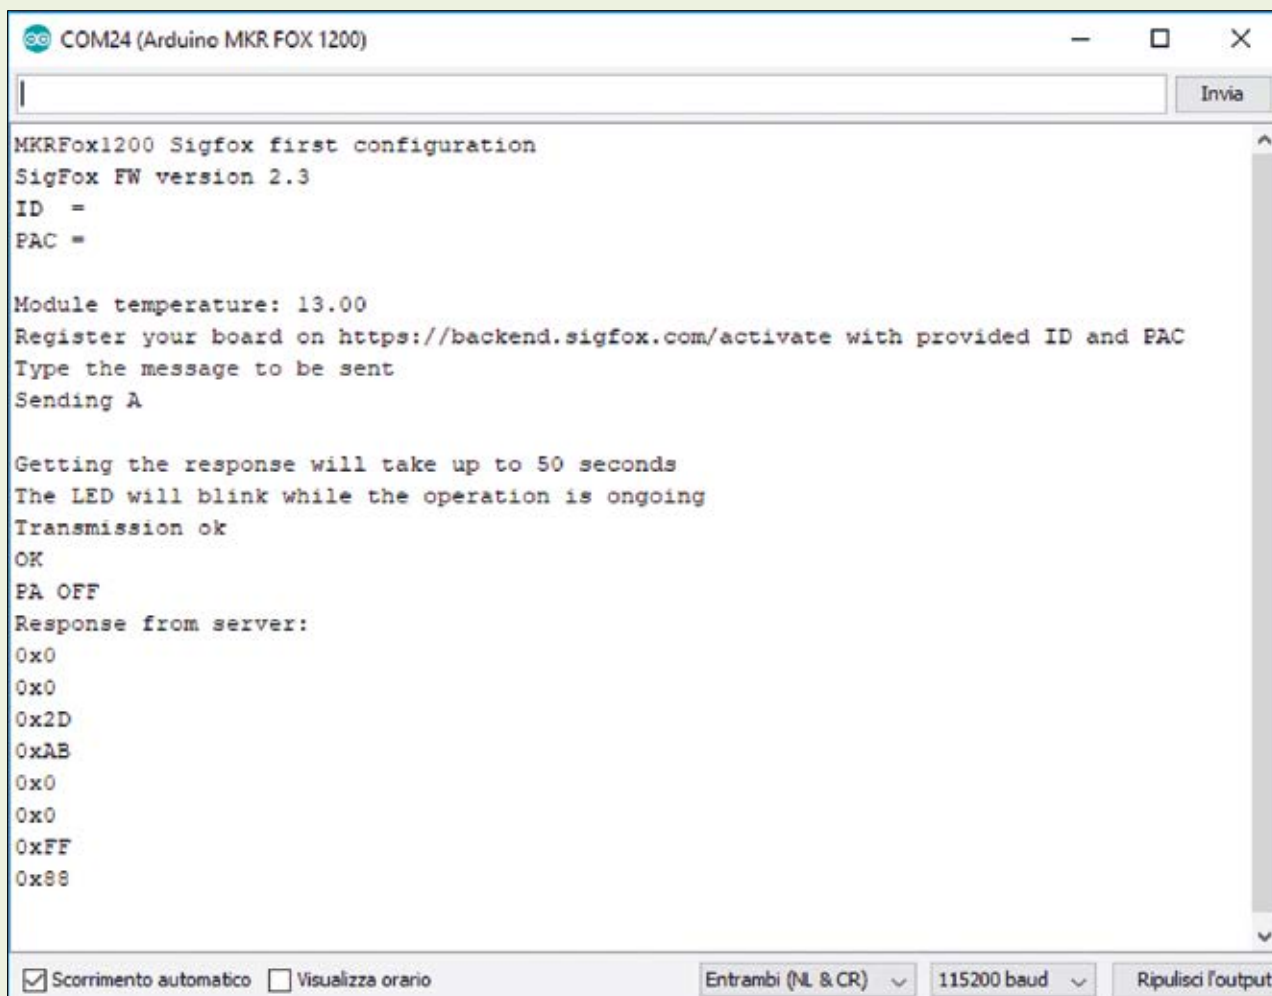 COM24 (Arduino MKR FOX 1200)
Invia
MKRFox1200 Sigfox first configuration
SigFox FW version 2.3
ID  =
PAC =
Module temperature: 13.00
Register your board on https://backend.sigfox.com/activate with provided ID and PAC
Type the message to be sent
Sending A
Getting the response will take up to 50 seconds
The LED will blink while the operation is ongoing
Transmission ok
OK
PA OFF
Response from server:
0x0
0x0
0x2D
0xAB
0x0
0x0
0xFF
0x88
Scorrimento automatico Visualizza orario Entrambi (NL & CR) 115200 baud Ripulisci l'output